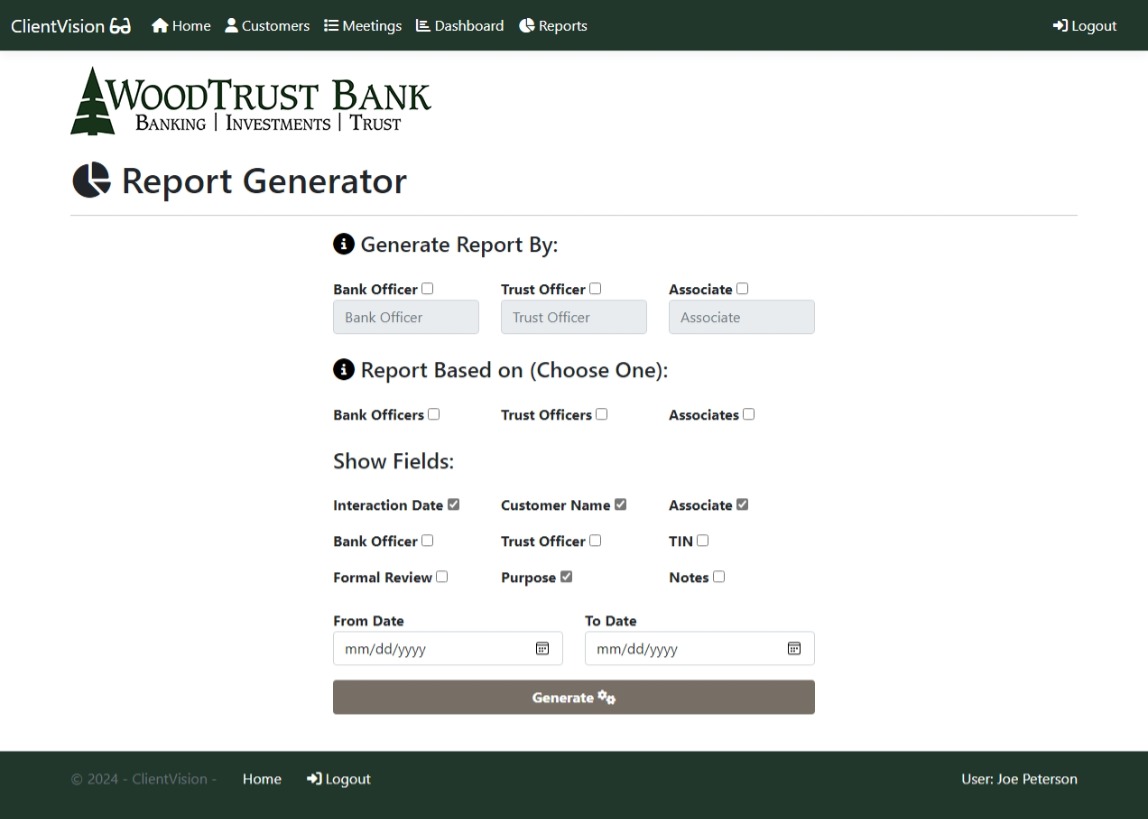 ClientVision Home Customers Meetings Dashboard Reports Logout
WOODTRUST BANK
BANKING | INVESTMENTS | TRUST
Report Generator
Generate Report By:
Bank Officer Trust Officer Associate
Bank Officer Trust Officer Associate
Report Based on (Choose One):
Bank Officers Trust Officers Associates
Show Fields:
Interaction Date Customer Name Associate
Bank Officer Trust Officer TIN
Formal Review Purpose Notes
From Date To Date
mm/dd/yyyy mm/dd/yyyy
Generate
© 2024 - ClientVision - Home Logout User: Joe Peterson